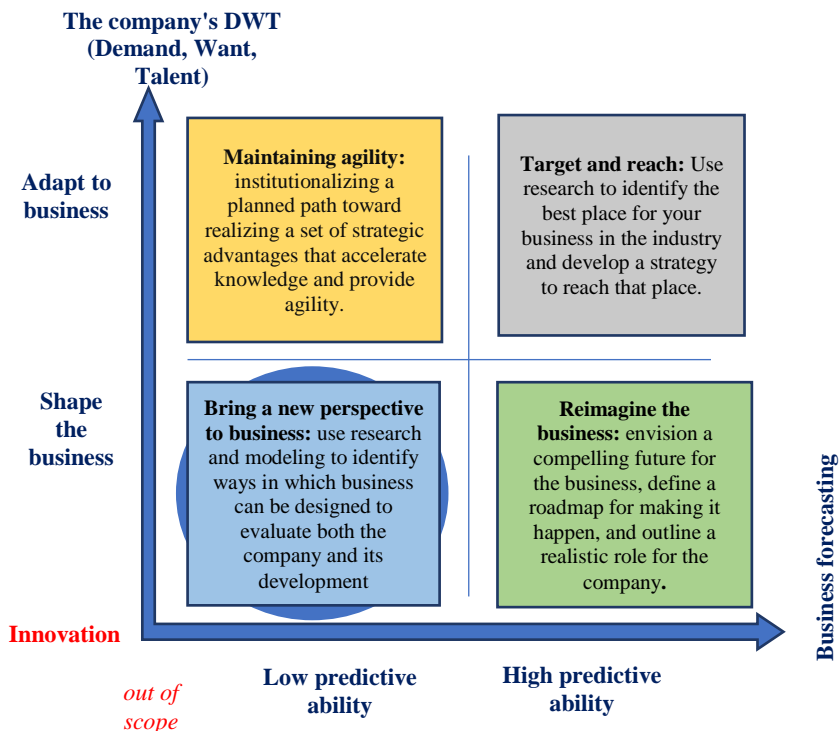 The company's DWT
(Demand, Want,
Talent)
Adapt to
business
Maintaining agility:
institutionalizing a
planned path toward
realizing a set of strategic
advantages that accelerate
knowledge and provide
agility.
Target and reach: Use
research to identify the
best place for your
business in the industry
and develop a strategy
to reach that place.
Shape
the
business
Bring a new perspective
to business: use research
and modeling to identify
ways in which business
can be designed to
evaluate both the
company and its
development
Reimagine the
business: envision a
compelling future for
the business, define a
roadmap for making it
happen, and outline a
realistic role for the
company.
Business forecasting
Innovation
out of
scope
Low predictive
ability
High predictive
ability